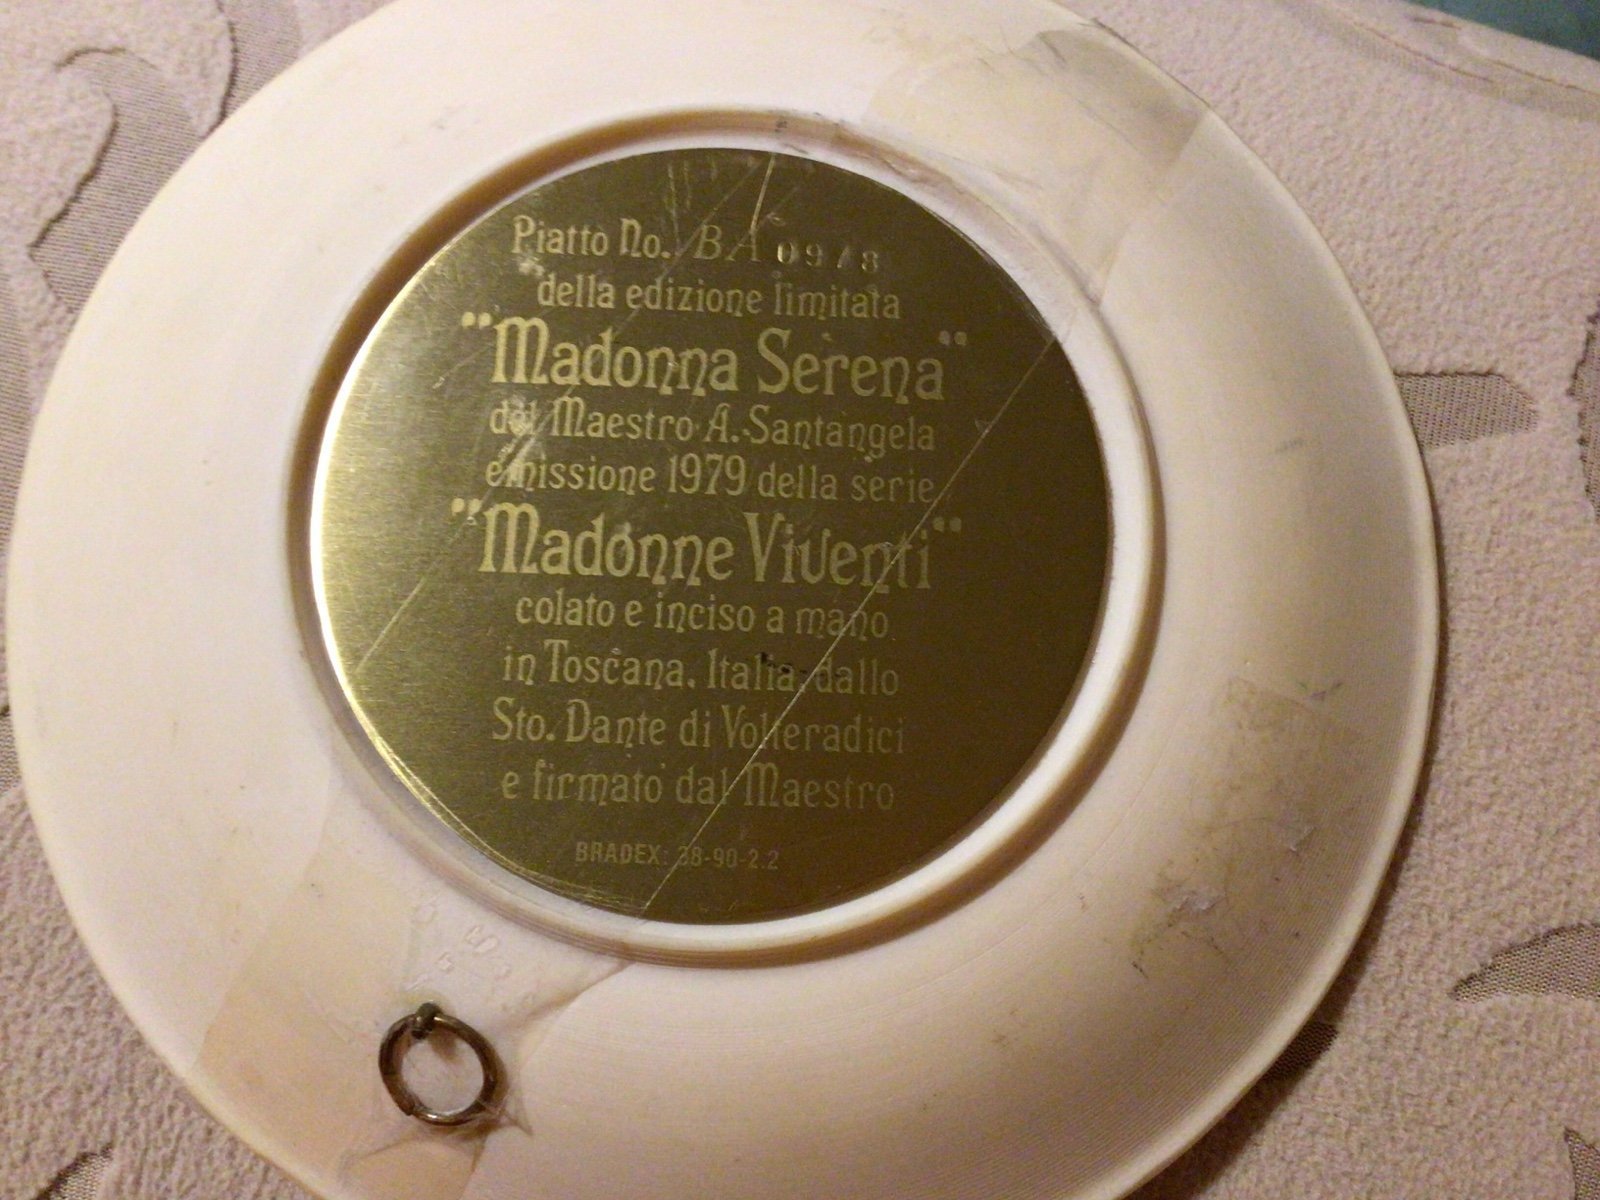 Piatto No. BA 0978
della edizione limitata
"Madonna Serena"
dal Maestro A. Santangela
emissione 1979 della serie
"Madonne Viventi"
colato e inciso a mano
in Toscana, Italia, dallo
Sto. Dante di Volteradici
e firmato dal Maestro
BRADEX: 38-90-2.2